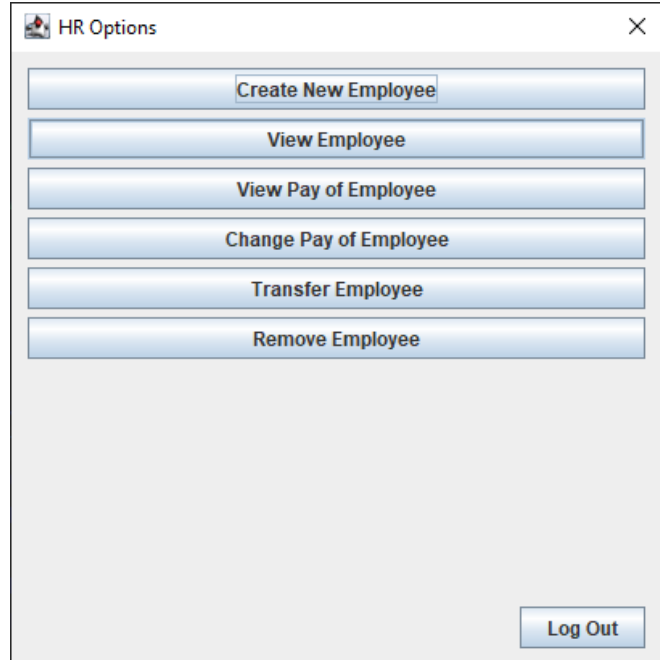 HR Options
Create New Employee
View Employee
View Pay of Employee
Change Pay of Employee
Transfer Employee
Remove Employee
Log Out